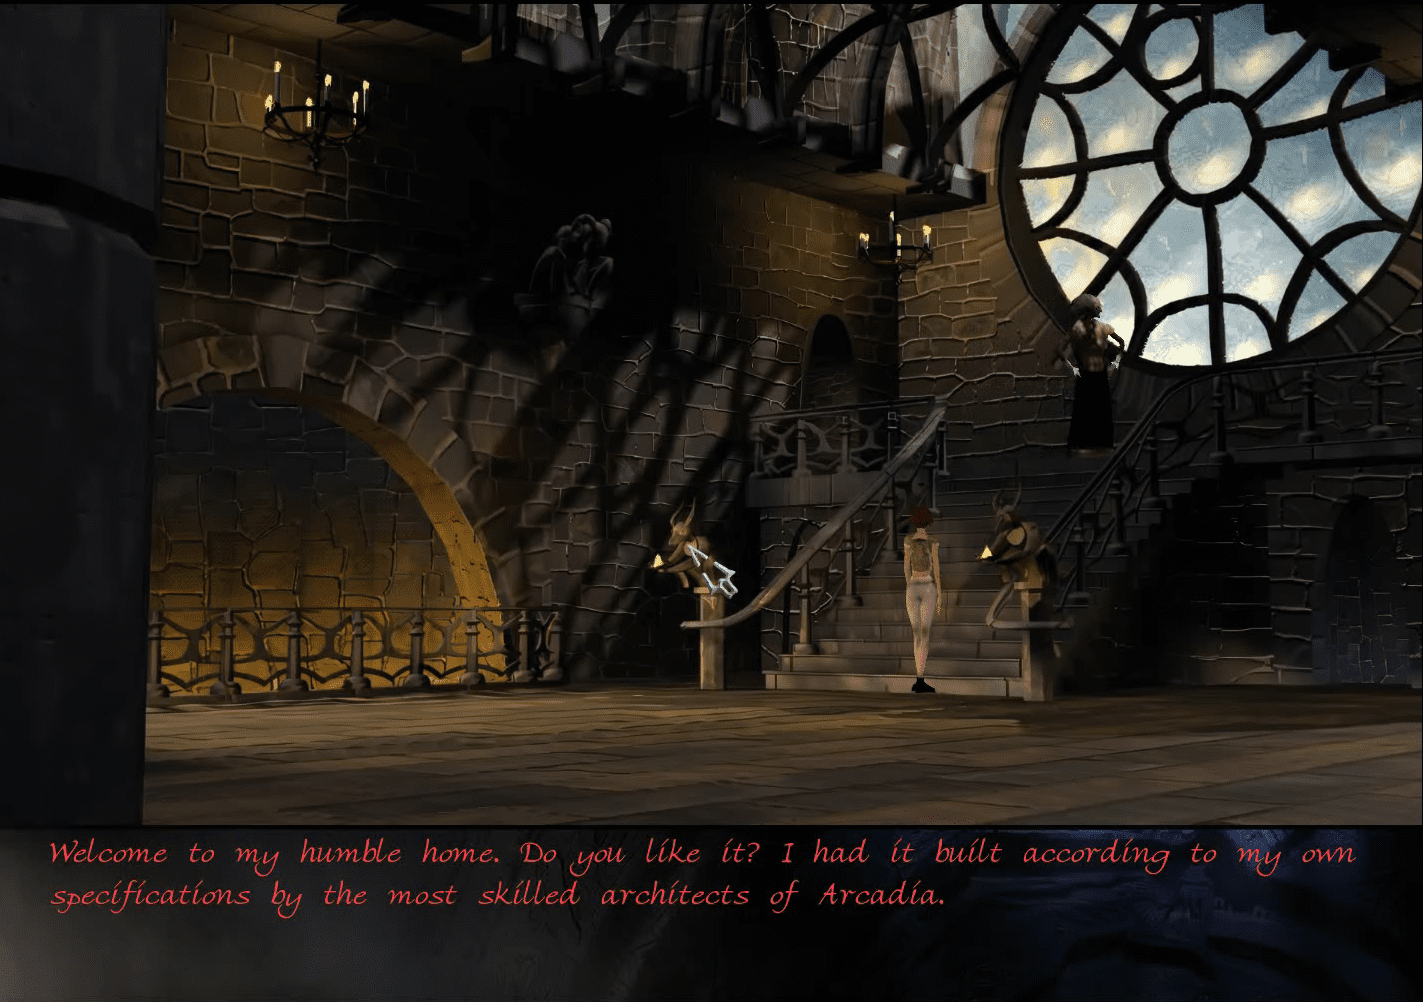 Welcome to my humble home. Do you like it? I had it built according to my own
specifications by the most skilled architects of Arcadia.